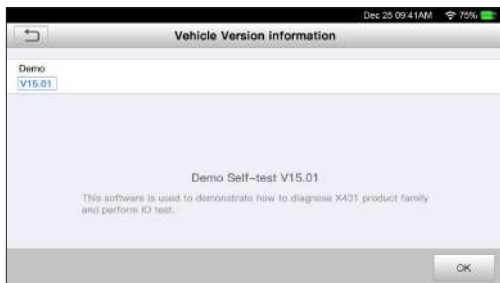 Dec 25 09:41AM 75%
Vehicle Version information
Demo
V15.01
Demo Self-test V15.01
This software is used to demonstrate how to diagnose X431 product family
and perform IO test.
OK